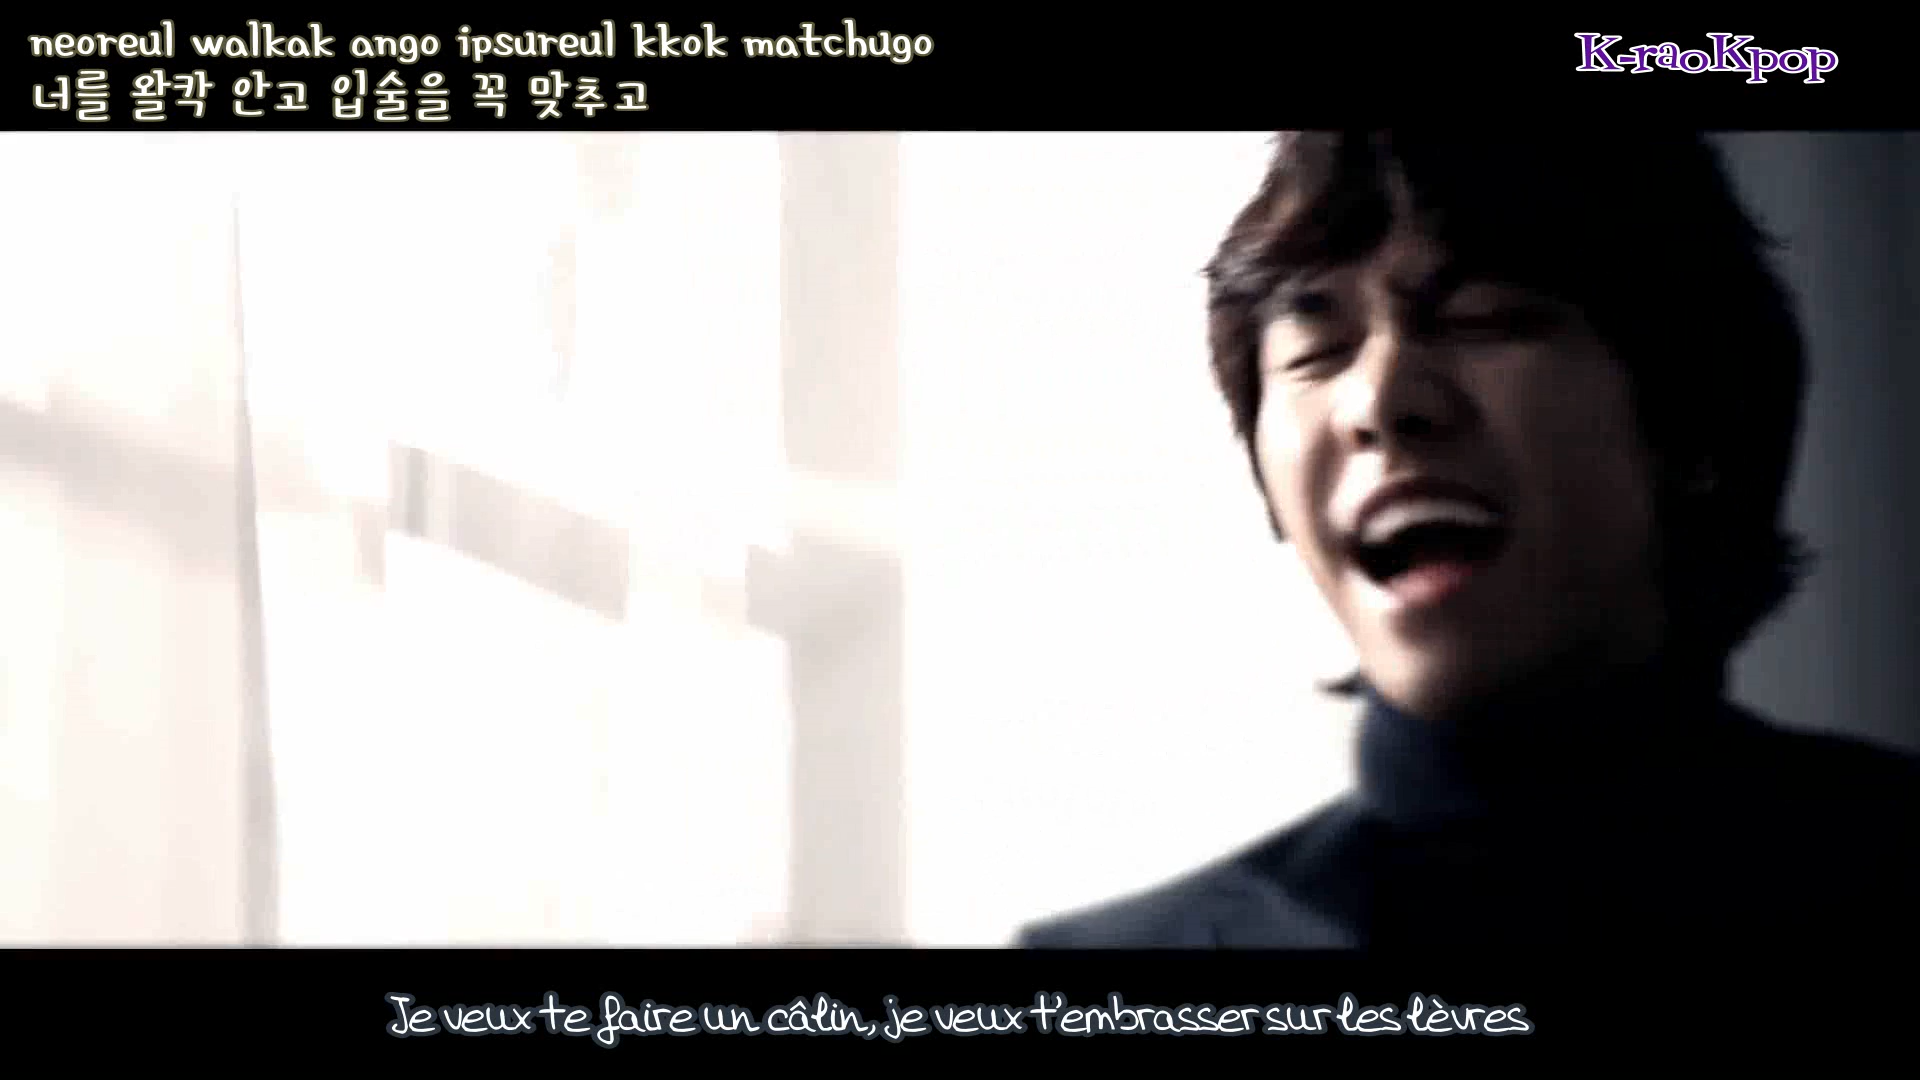 neoreul walkak ango ipsureul kkok matchugo
너를 왈칵 안고 입술을 꼭 맞추고
K-raoKpop
Je veux te faire un câlin, je veux t'embrasser sur les lèvres